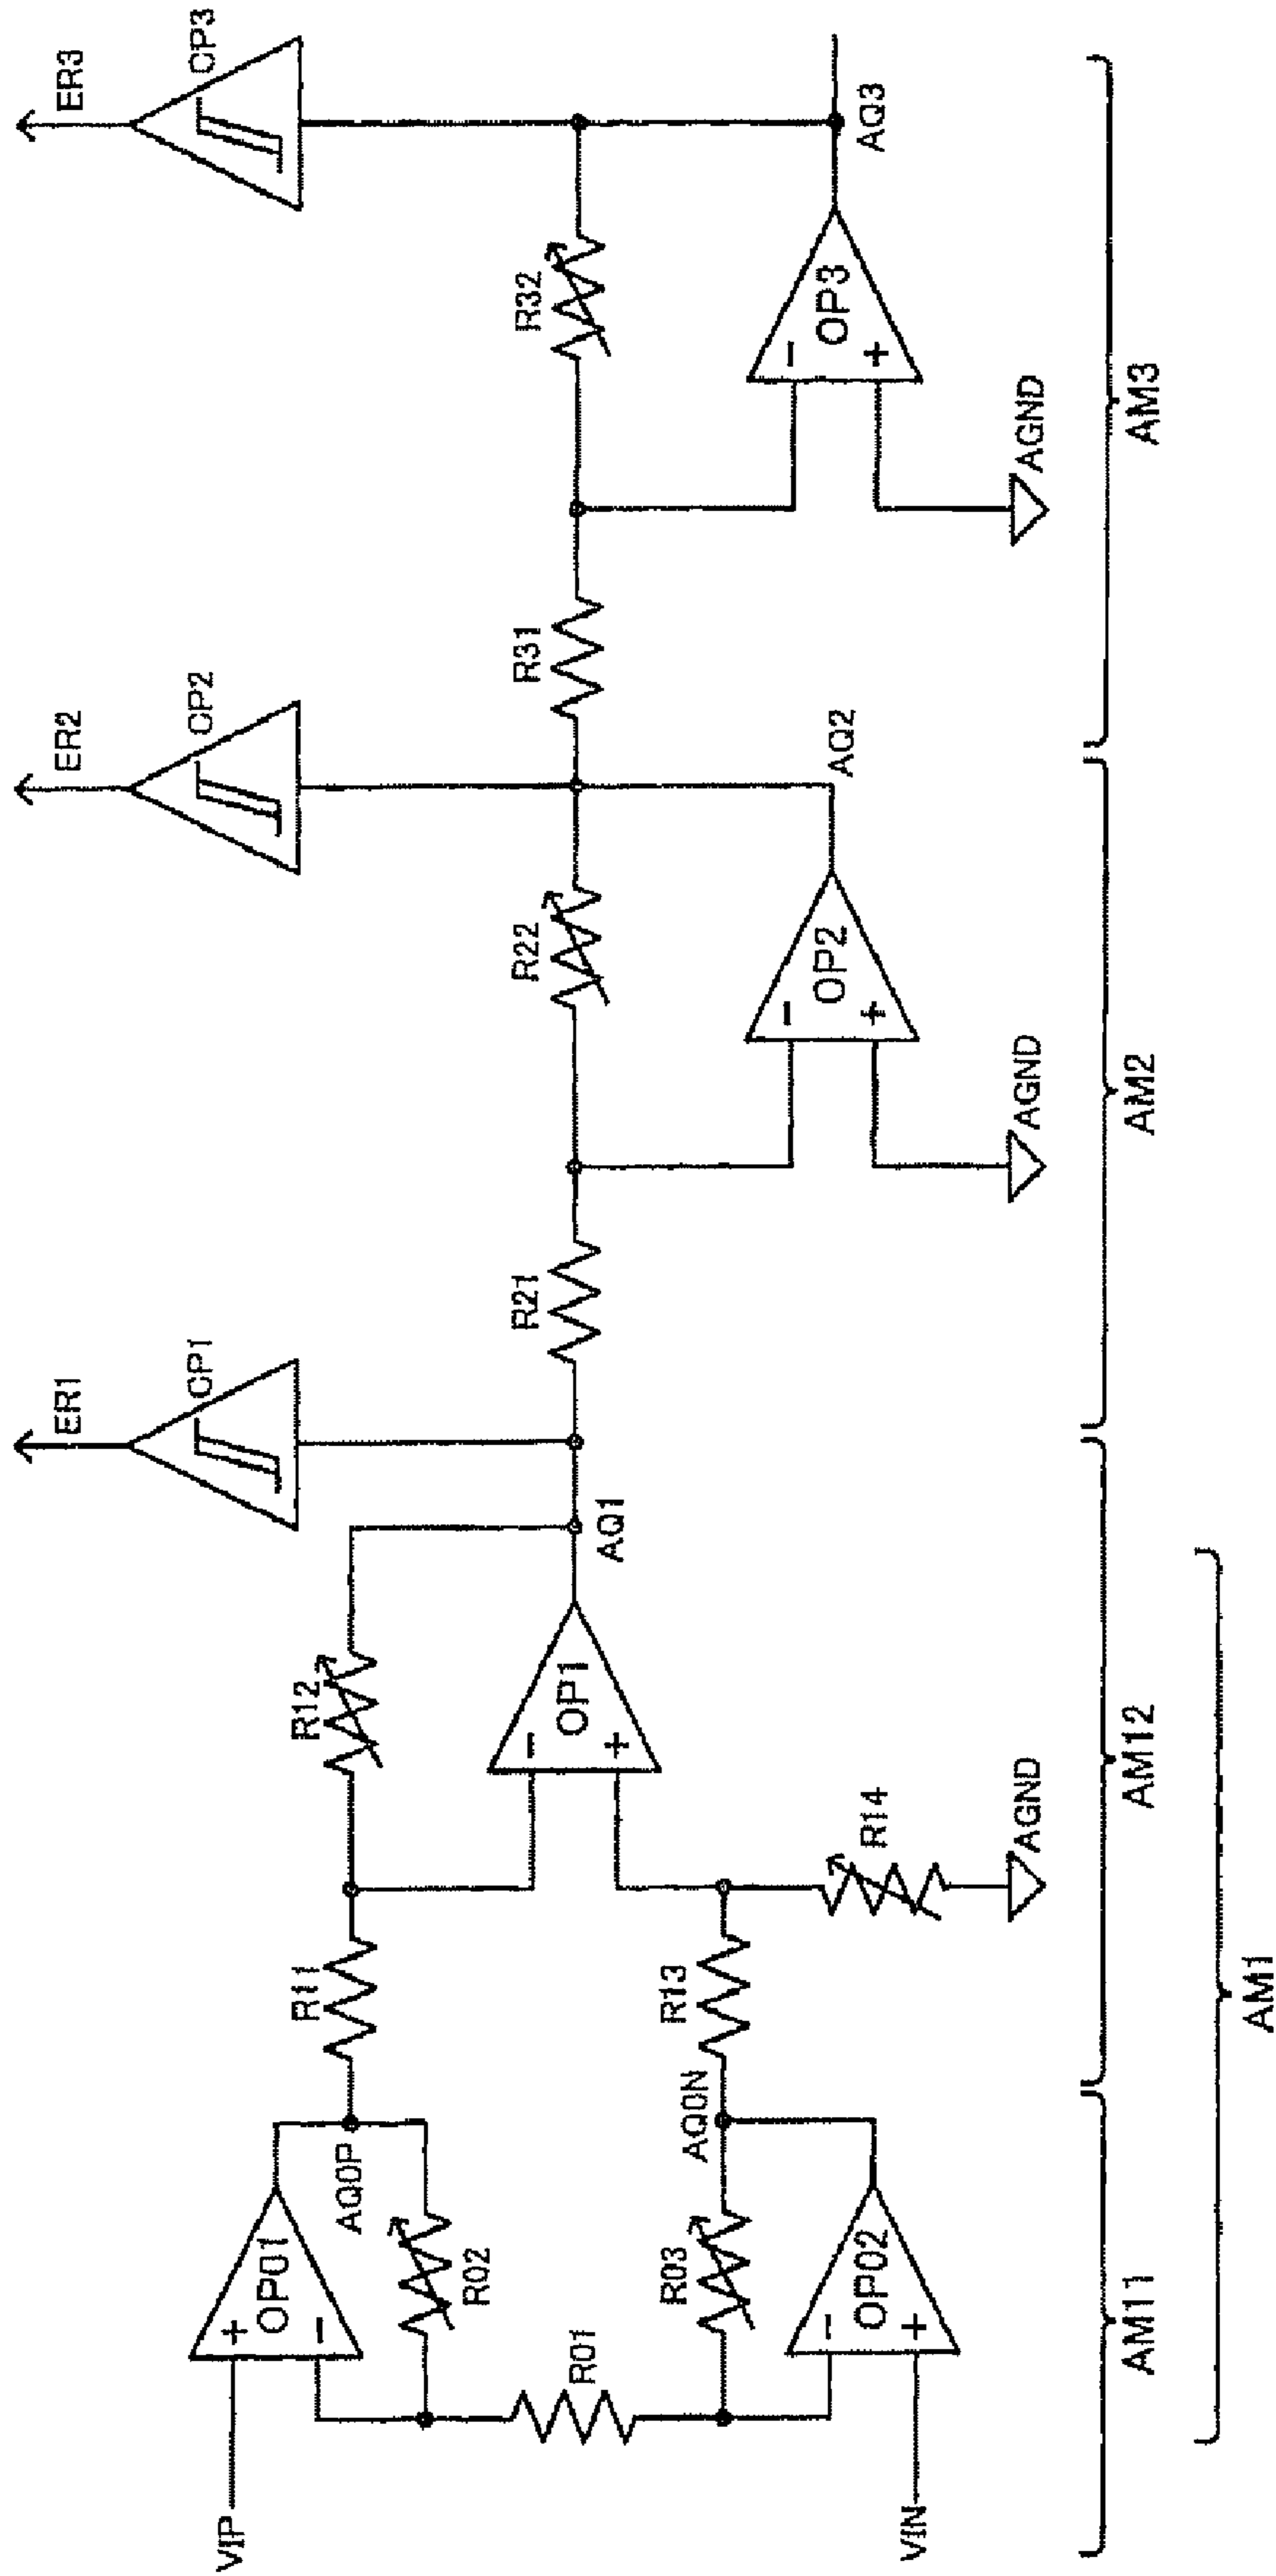 ER1
ER2
ER3
CP1
CP2
CP3
VIP
+
OP01
−
AQ0P
R02
R01
R03
−
OP02
+
VIN
AQ0N
R11
R12
R13
R14
−
OP1
+
AQ1
AGND
R21
R22
−
OP2
+
AQ2
AGND
R31
R32
−
OP3
+
AQ3
AGND
AM11
AM12
AM2
AM3
AM1